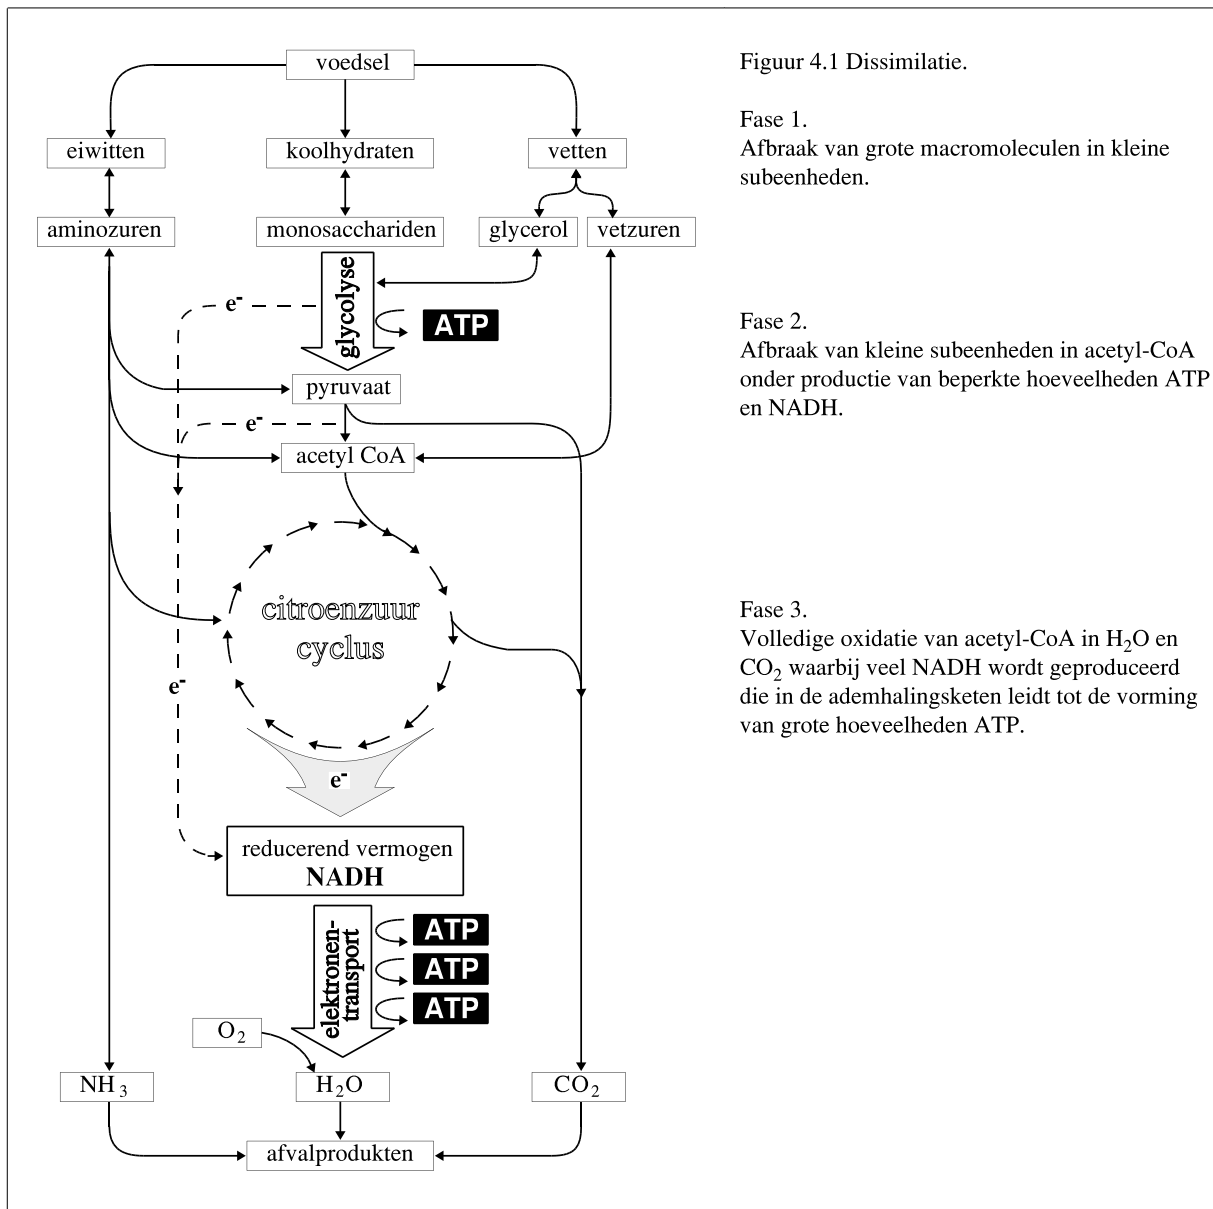 voedsel
eiwitten
koolhydraten
vetten
aminozuren
monosacchariden
glycerol
vetzuren
glycolyse
e-
ATP
pyruvaat
e-
acetyl CoA
citroenzuur
cyclus
e-
e-
reducerend vermogen
NADH
elektronen-
transport
ATP
ATP
ATP
O2
NH3
H2O
CO2
afvalprodukten
Figuur 4.1 Dissimilatie.
Fase 1.
Afbraak van grote macromoleculen in kleine
subeenheden.
Fase 2.
Afbraak van kleine subeenheden in acetyl-CoA
onder productie van beperkte hoeveelheden ATP
en NADH.
Fase 3.
Volledige oxidatie van acetyl-CoA in H2O en
CO2 waarbij veel NADH wordt geproduceerd
die in de ademhalingsketen leidt tot de vorming
van grote hoeveelheden ATP.